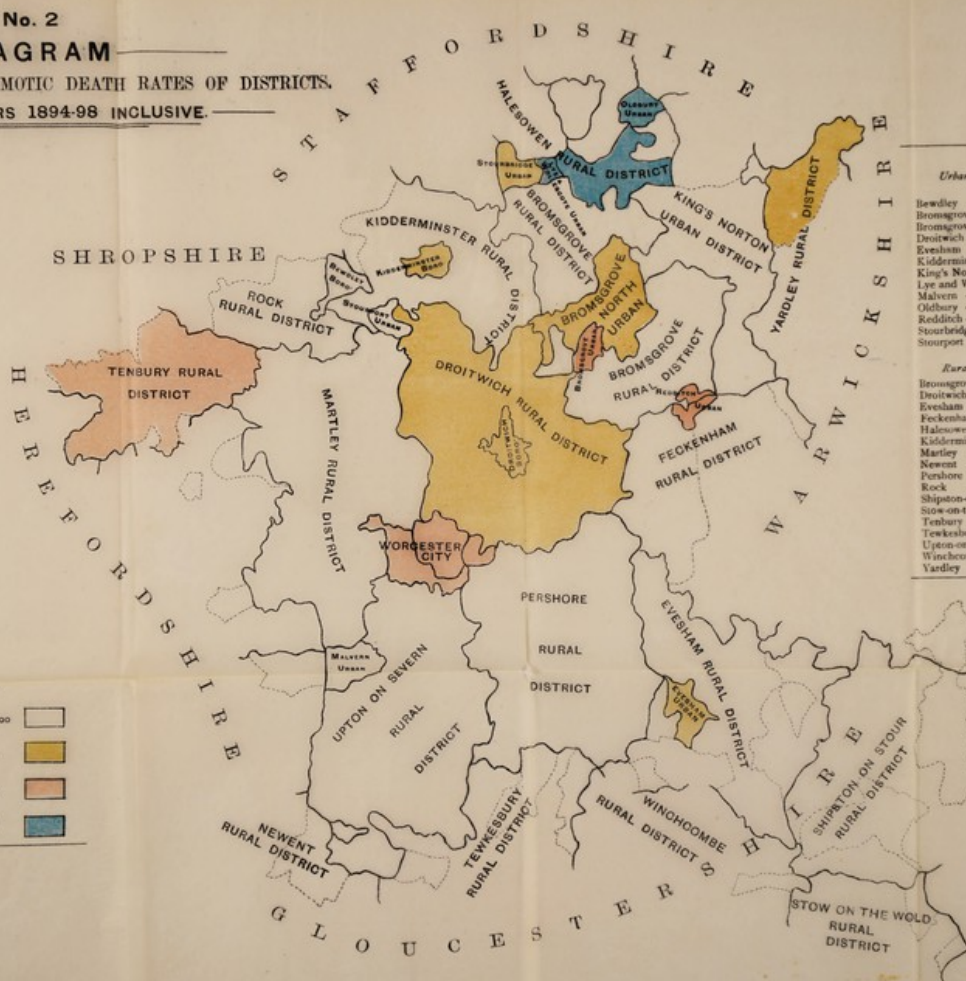 No. 2
AGRAM
MOTIC DEATH RATES OF DISTRICTS.
RS 1894-98 INCLUSIVE.
STAFFORDSHIRE
SHROPSHIRE
HEREFORDSHIRE
WARWICKSHIRE
GLOUCESTERSHIRE
OLDBURY URBAN
HALESOWEN RURAL DISTRICT
STOURBRIDGE URBAN
BROMSGROVE RURAL DISTRICT
KING'S NORTON URBAN DISTRICT
YARDLEY RURAL DISTRICT
KIDDERMINSTER RURAL DISTRICT
KIDDERMINSTER BORO
BEWDLEY BORO
STOURPORT URBAN
ROCK RURAL DISTRICT
BROMSGROVE NORTH URBAN
BROMSGROVE URBAN
BROMSGROVE RURAL DISTRICT
REDDITCH URBAN
TENBURY RURAL DISTRICT
DROITWICH RURAL DISTRICT
DROITWICH BORO
FECKENHAM RURAL DISTRICT
MARTLEY RURAL DISTRICT
WORCESTER CITY
PERSHORE RURAL DISTRICT
EVESHAM RURAL DISTRICT
EVESHAM URBAN
MALVERN URBAN
UPTON ON SEVERN RURAL DISTRICT
NEWENT RURAL DISTRICT
TEWKESBURY RURAL DISTRICT
WINCHCOMBE RURAL DISTRICT
SHIPSTON ON STOUR RURAL DISTRICT
STOW ON THE WOLD RURAL DISTRICT
Urba
Bewdley
Bromsgro
Bromsgro
Droitwich
Evesham
Kiddermi
King's No
Lye and W
Malvern
Oldbury
Redditch
Stourbridg
Stourport
Rura
Bromsgro
Droitwich
Evesham
Feckenha
Halesowe
Kiddermi
Martley
Newent
Pershore
Rock
Shipston-
Stow-on-t
Tenbury
Tewkesb
Upton-on
Winchco
Yardley